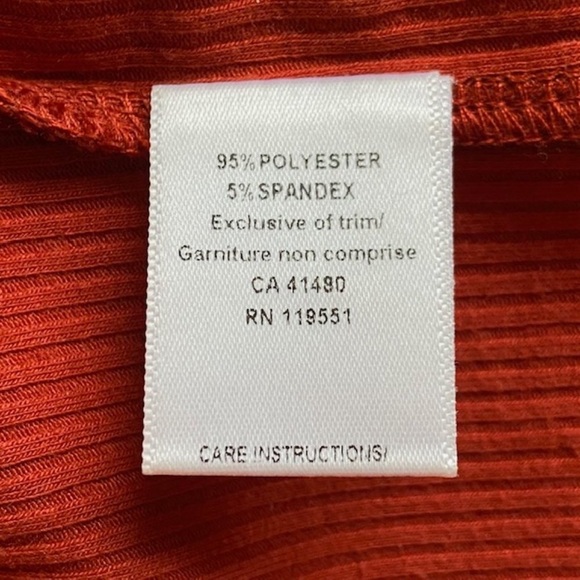 95% POLYESTER
5% SPANDEX
Exclusive of trim/
Garniture non comprise
CA 41480
RN 119551
CARE INSTRUCTIONS/